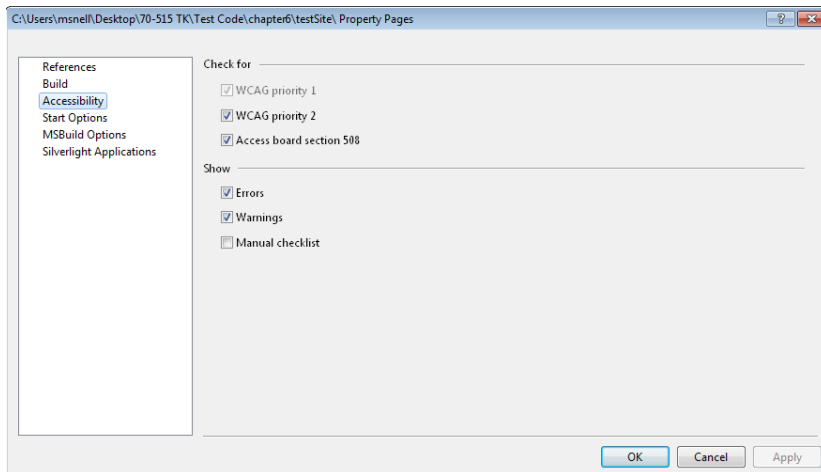 C:\Users\msnell\Desktop\70-515 TK\Test Code\chapter6\testSite\ Property Pages
References
Build
Accessibility
Start Options
MSBuild Options
Silverlight Applications
Check for
WCAG priority 1
WCAG priority 2
Access board section 508
Show
Errors
Warnings
Manual checklist
OK
Cancel
Apply